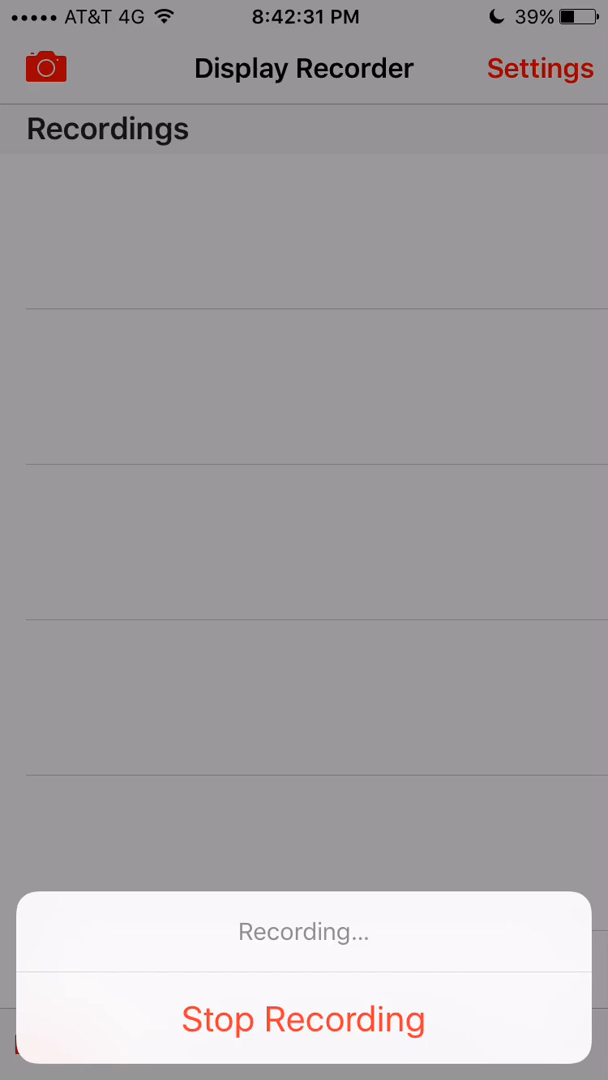 AT&T 4G 8:42:31 PM 39%
Display Recorder Settings
Recordings
Recording...
Stop Recording